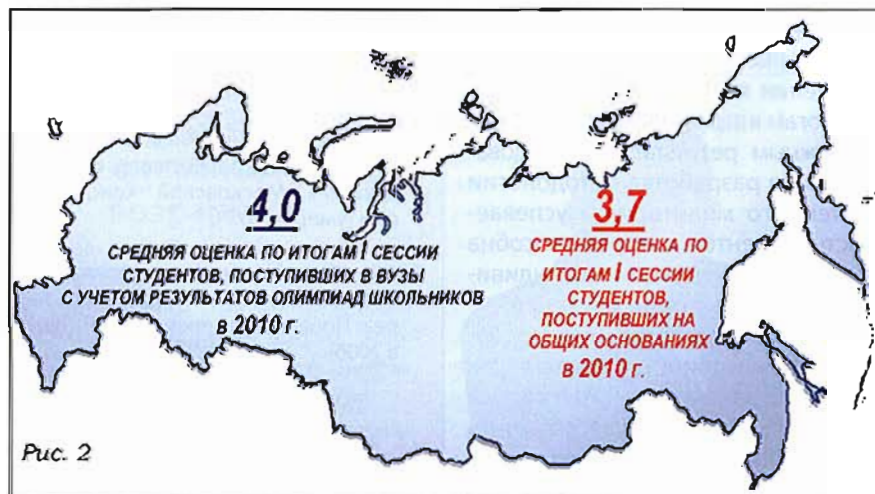 4,0
СРЕДНЯЯ ОЦЕНКА ПО ИТОГАМ I СЕССИИ
СТУДЕНТОВ, ПОСТУПИВШИХ В ВУЗЫ
С УЧЕТОМ РЕЗУЛЬТАТОВ ОЛИМПИАД ШКОЛЬНИКОВ
в 2010 г.
3,7
СРЕДНЯЯ ОЦЕНКА ПО
ИТОГАМ I СЕССИИ
СТУДЕНТОВ,
ПОСТУПИВШИХ НА
ОБЩИХ ОСНОВАНИЯХ
в 2010 г.
Рис. 2